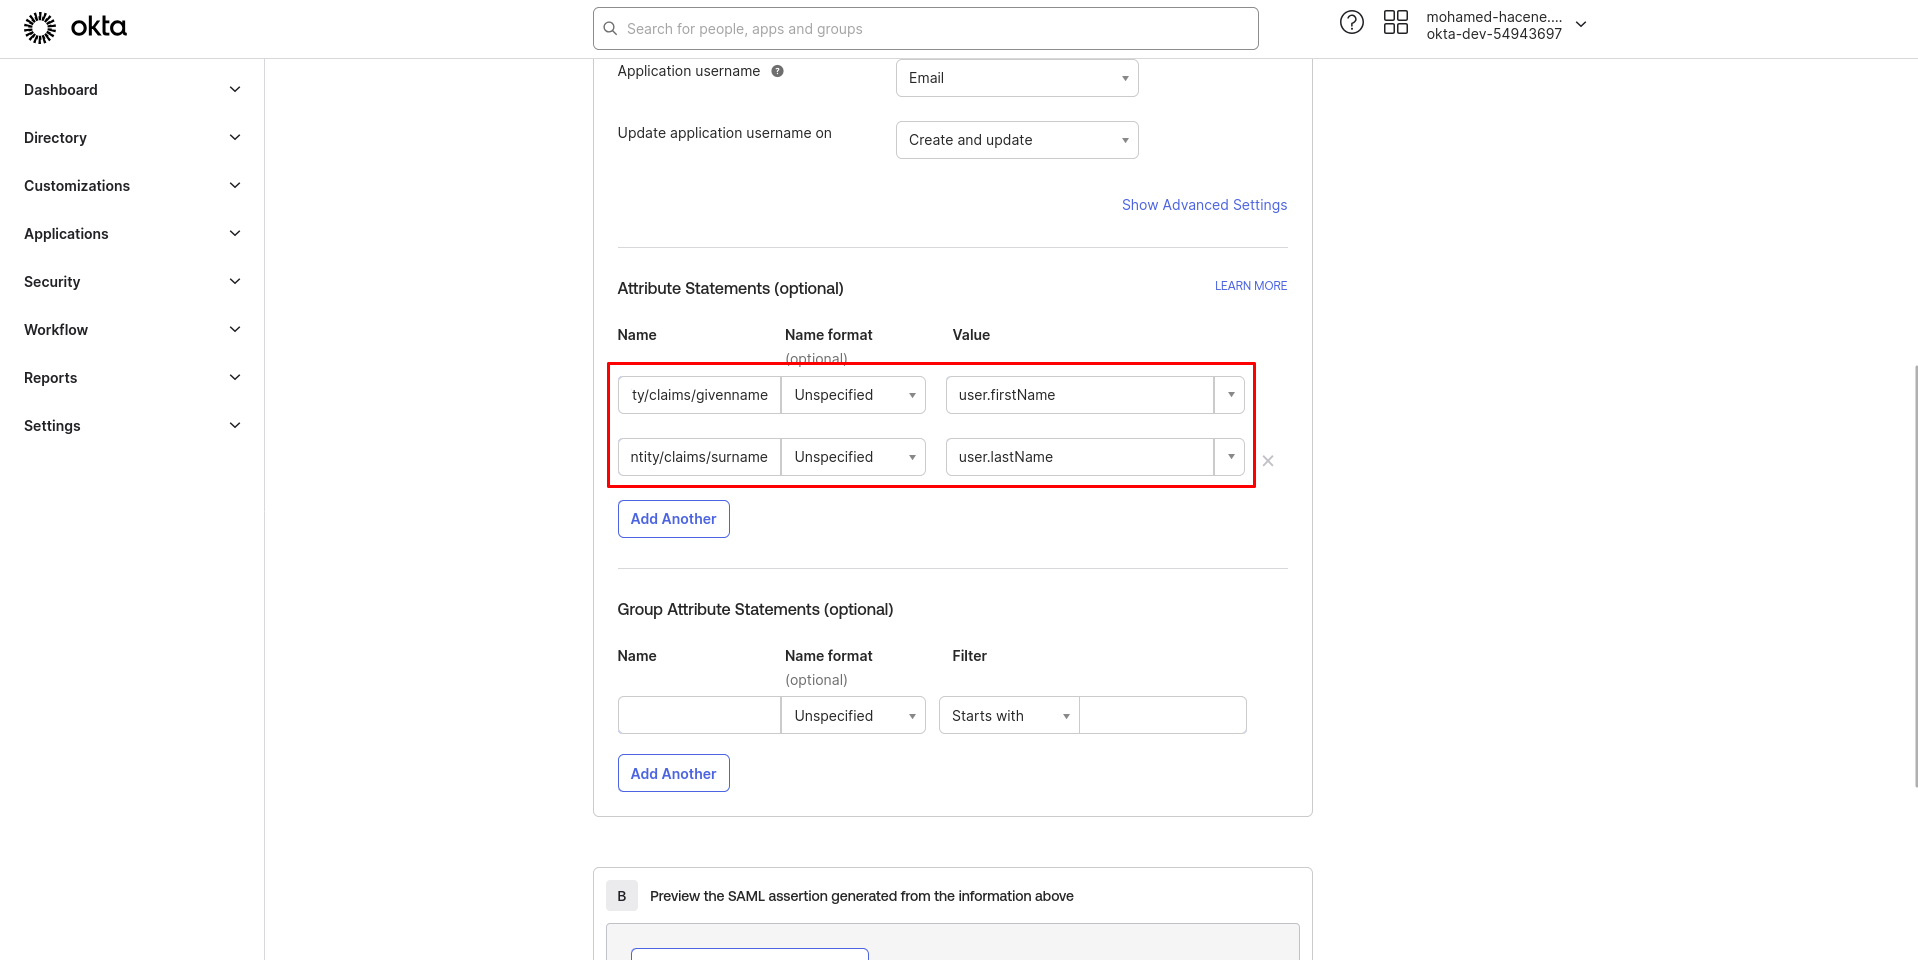 okta
Search for people, apps and groups
mohamed-hacene....
okta-dev-54943697
Dashboard
Directory
Customizations
Applications
Security
Workflow
Reports
Settings
Application username
Email
Update application username on
Create and update
Show Advanced Settings
Attribute Statements (optional)
LEARN MORE
Name Name format Value
(optional)
ty/claims/givenname Unspecified user.firstName
ntity/claims/surname Unspecified user.lastName
Add Another
Group Attribute Statements (optional)
Name Name format Filter
(optional)
Unspecified Starts with
Add Another
B Preview the SAML assertion generated from the information above